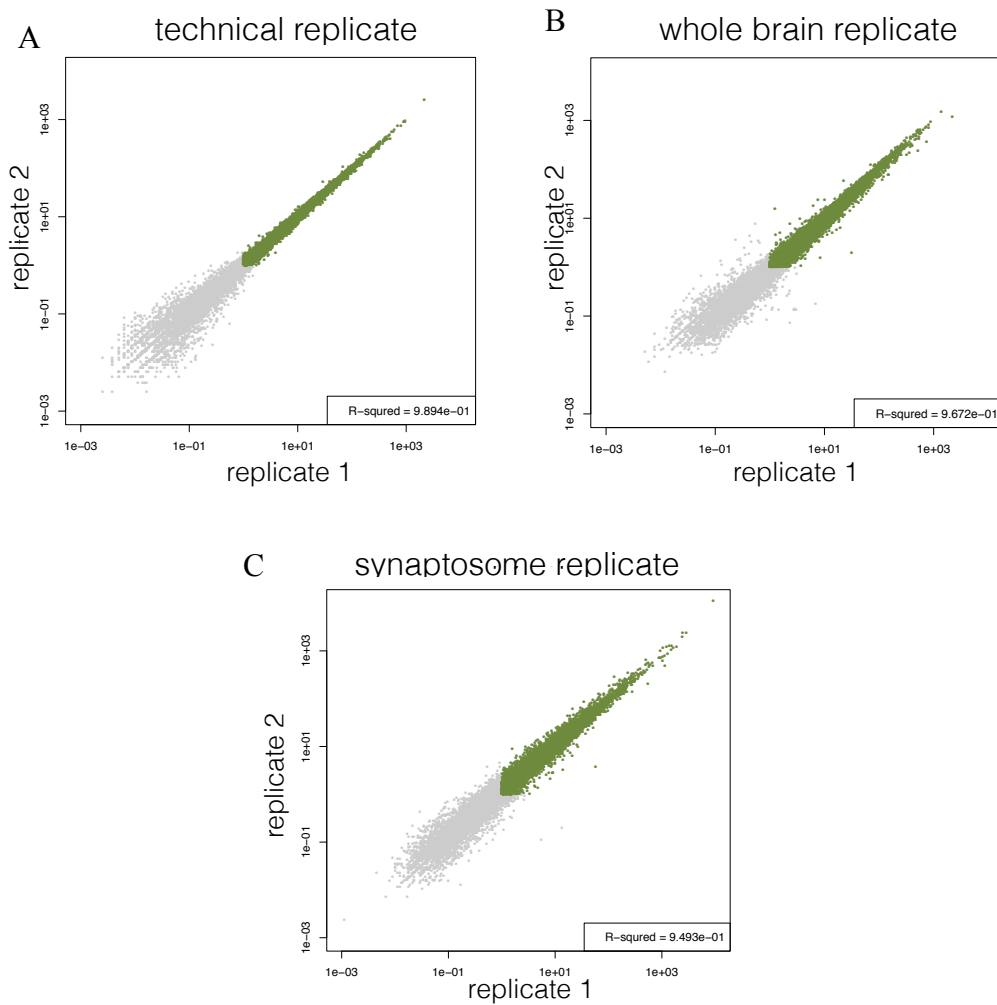 A
technical replicate
replicate 2
1e+03
1e+01
1e-01
1e-03
R-squred = 9.894e-01
1e-03 1e-01 1e+01 1e+03
replicate 1
B
whole brain replicate
replicate 2
1e+03
1e+01
1e-01
1e-03
R-squred = 9.672e-01
1e-03 1e-01 1e+01 1e+03
replicate 1
C
synaptosome replicate
replicate 2
1e+03
1e+01
1e-01
1e-03
R-squred = 9.493e-01
1e-03 1e-01 1e+01 1e+03
replicate 1